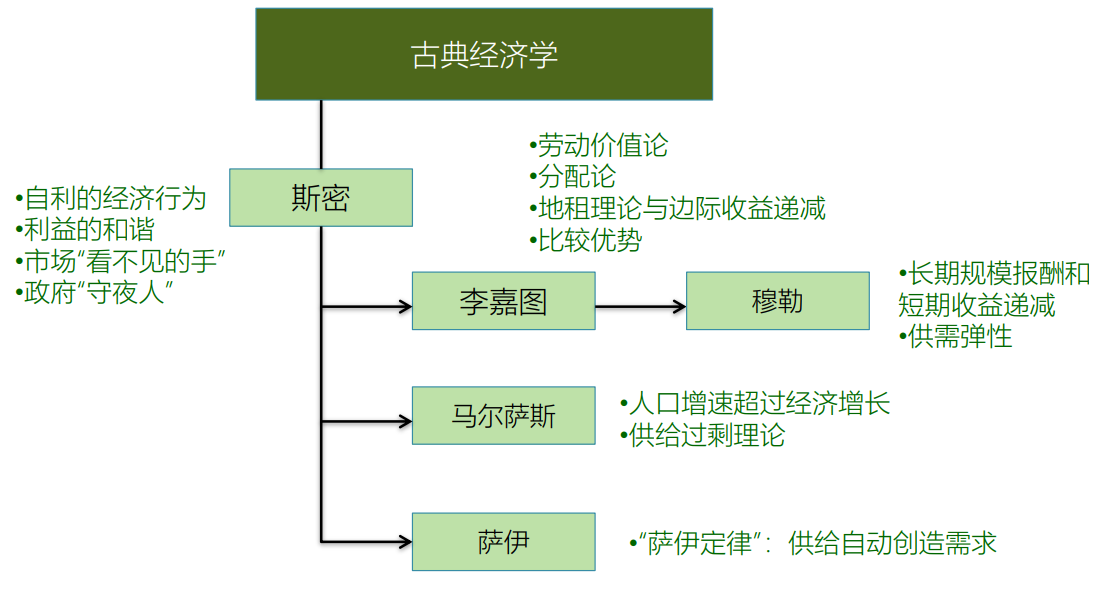 古典经济学
斯密
•自利的经济行为
•利益的和谐
•市场“看不见的手”
•政府“守夜人”
•劳动价值论
•分配论
•地租理论与边际收益递减
•比较优势
李嘉图
穆勒
•长期规模报酬和
短期收益递减
•供需弹性
马尔萨斯
•人口增速超过经济增长
•供给过剩理论
萨伊
•“萨伊定律”：供给自动创造需求